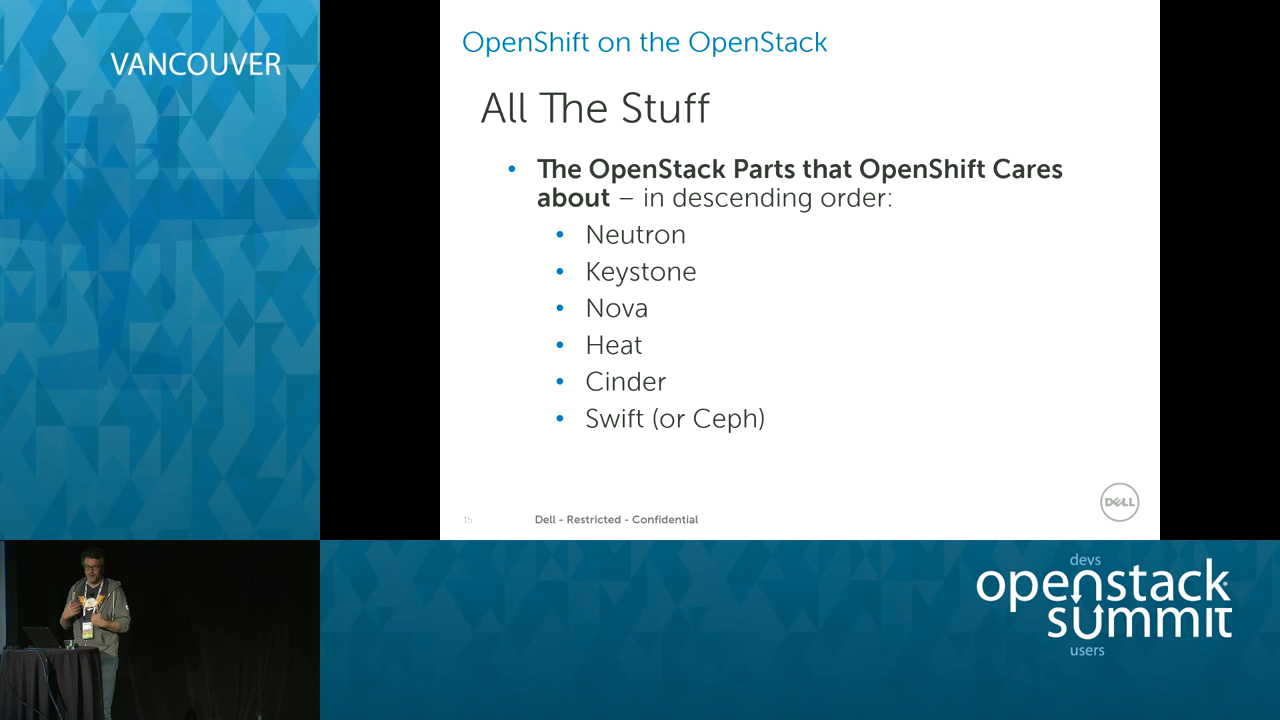 VANCOUVER
OpenShift on the OpenStack
All The Stuff
• The OpenStack Parts that OpenShift Cares
about – in descending order:
• Neutron
• Keystone
• Nova
• Heat
• Cinder
• Swift (or Ceph)
15
Dell - Restricted - Confidential
DELL
devs
openstack
summit
users